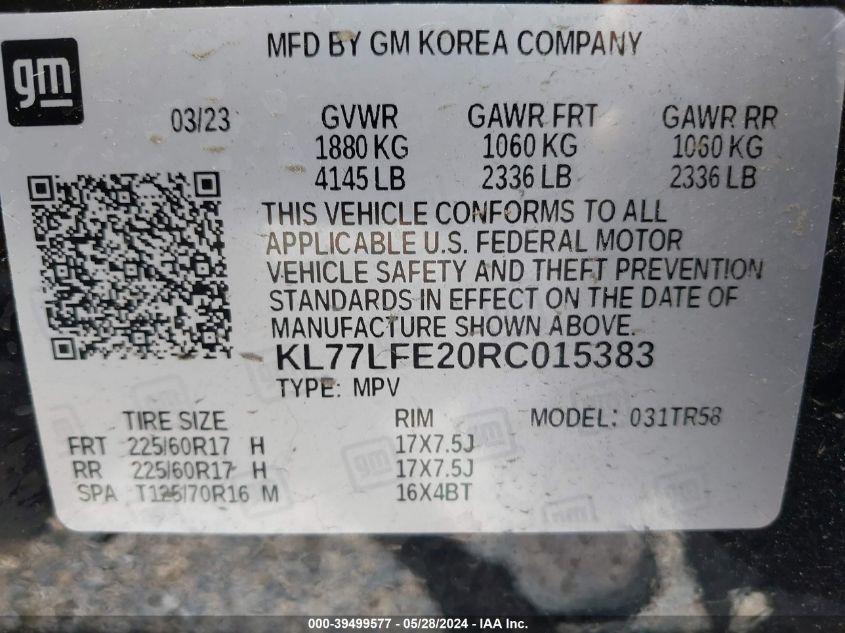 gm
MFD BY GM KOREA COMPANY
03/23 GVWR GAWR FRT GAWR RR
1880 KG 1060 KG 1060 KG
4145 LB 2336 LB 2336 LB
THIS VEHICLE CONFORMS TO ALL
APPLICABLE U.S. FEDERAL MOTOR
VEHICLE SAFETY AND THEFT PREVENTION
STANDARDS IN EFFECT ON THE DATE OF
MANUFACTURE SHOWN ABOVE.
KL77LFE20RC015383
TYPE: MPV
TIRE SIZE RIM MODEL: 031TR58
FRT 225/60R17 H 17X7.5J
RR 225/60R17 H 17X7.5J
SPA T125/70R16 M 16X4BT
000-39499577 - 05/28/2024 - IAA Inc.